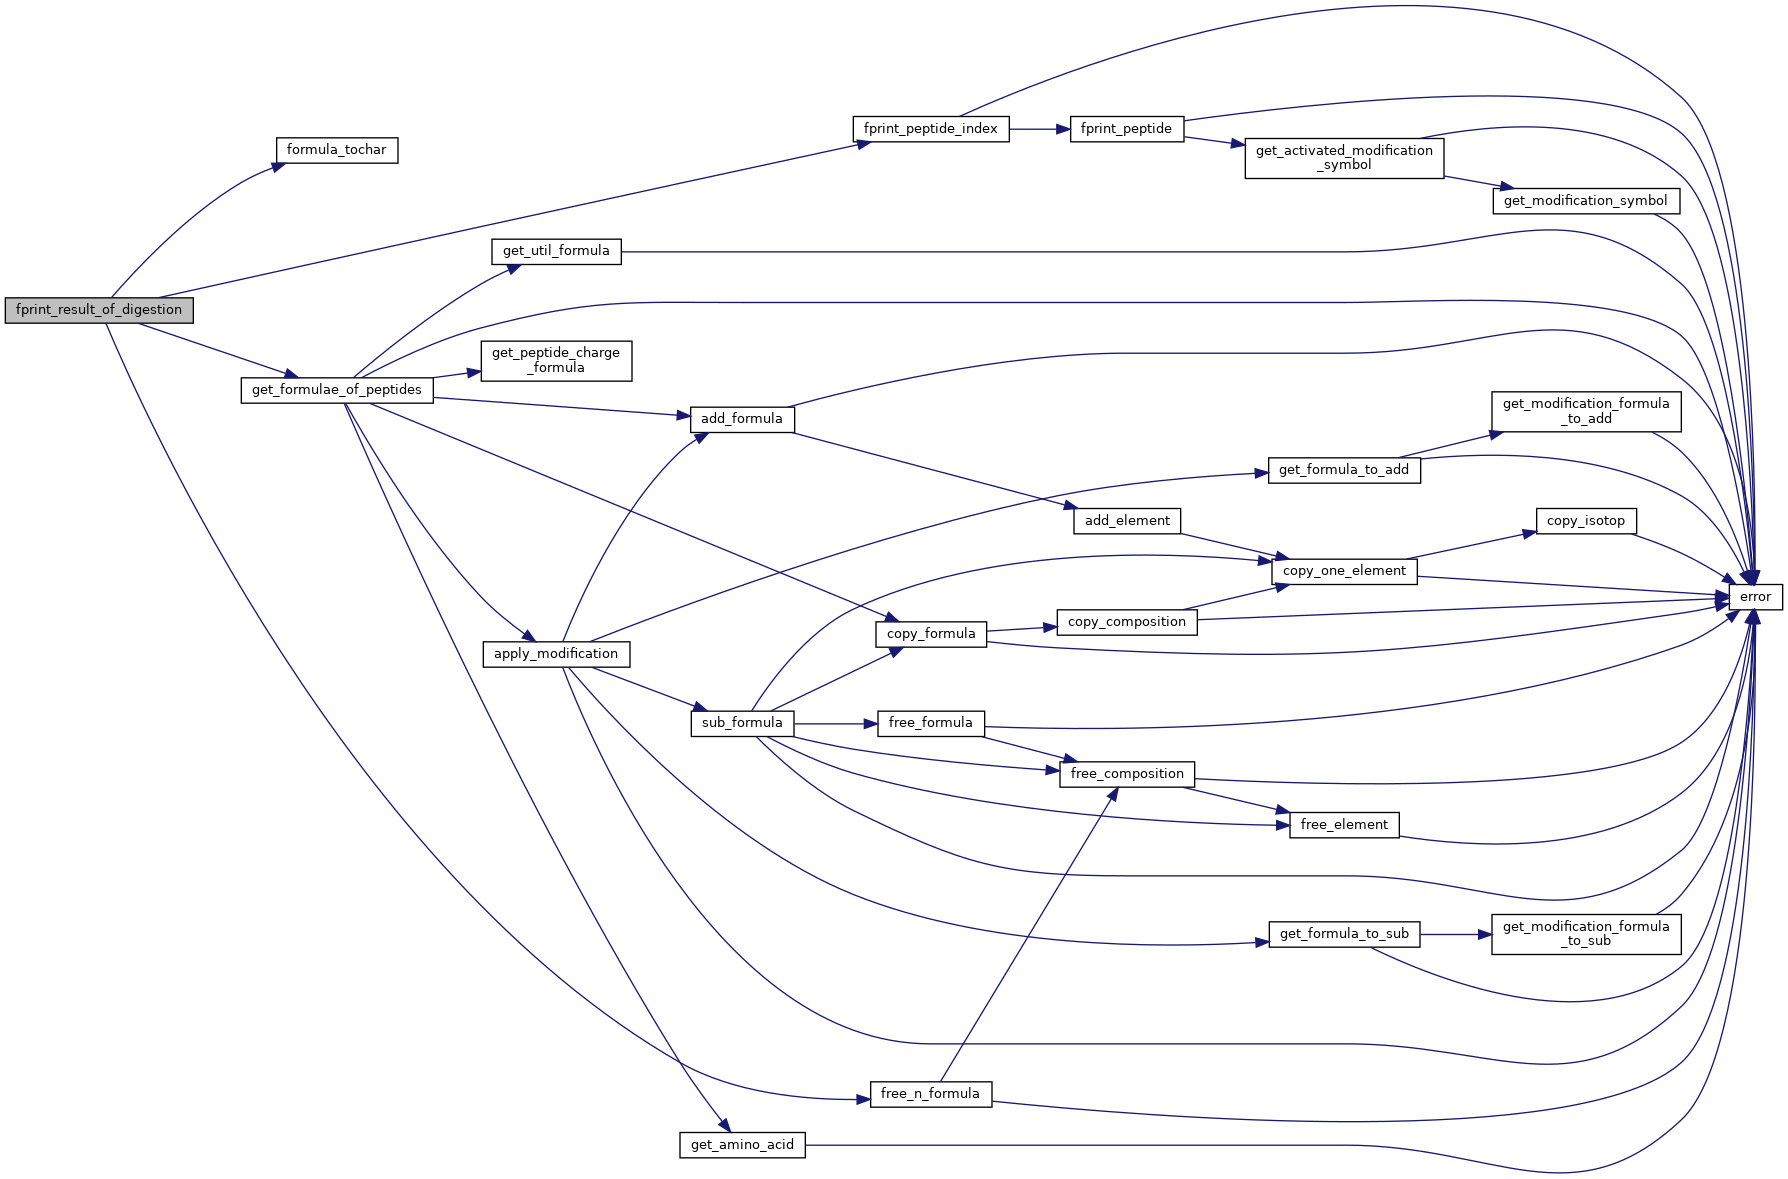 fprint_result_of_digestion
formula_tochar
fprint_peptide_index
fprint_peptide
get_activated_modification
_symbol
get_modification_symbol
get_util_formula
get_formulae_of_peptides
get_peptide_charge
_formula
add_formula
get_modification_formula
_to_add
get_formula_to_add
add_element
copy_isotop
copy_one_element
error
copy_composition
copy_formula
apply_modification
sub_formula
free_formula
free_composition
free_element
get_formula_to_sub
get_modification_formula
_to_sub
free_n_formula
get_amino_acid